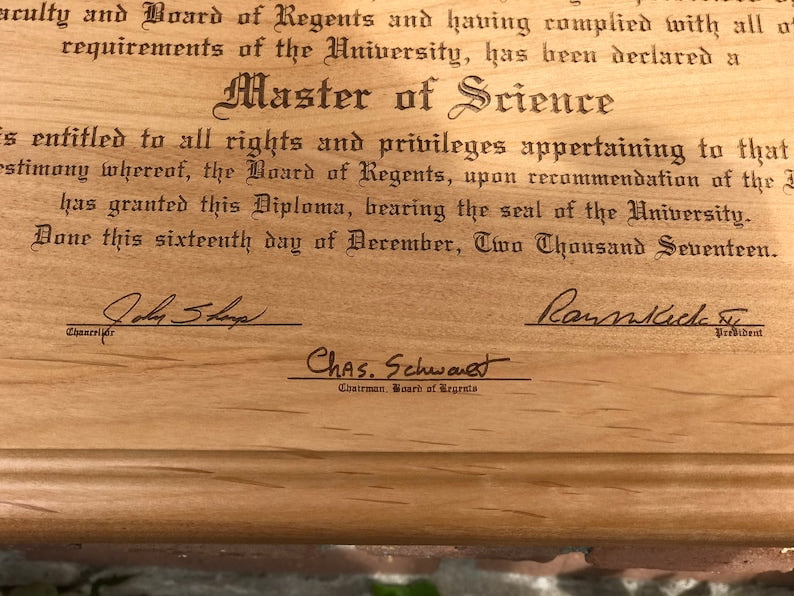 aculty and Board of Regents and having complied with all o
requirements of the University, has been declared a
Master of Science
is entitled to all rights and privileges appertaining to that
estimony whereof, the Board of Regents, upon recommendation of the
has granted this Diploma, bearing the seal of the University.
Done this sixteenth day of December, Two Thousand Seventeen.
John Sharp
Chancellor
President
Chas. Schwartz
Chairman, Board of Regents